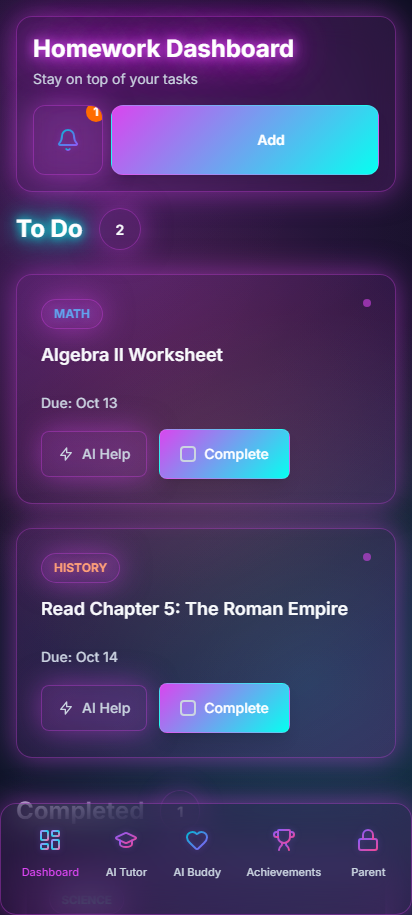 Homework Dashboard
Stay on top of your tasks
1
Add
To Do 2
MATH
Algebra II Worksheet
Due: Oct 13
AI Help Complete
HISTORY
Read Chapter 5: The Roman Empire
Due: Oct 14
AI Help Complete
Completed 1
Dashboard AI Tutor AI Buddy Achievements Parent
SCIENCE